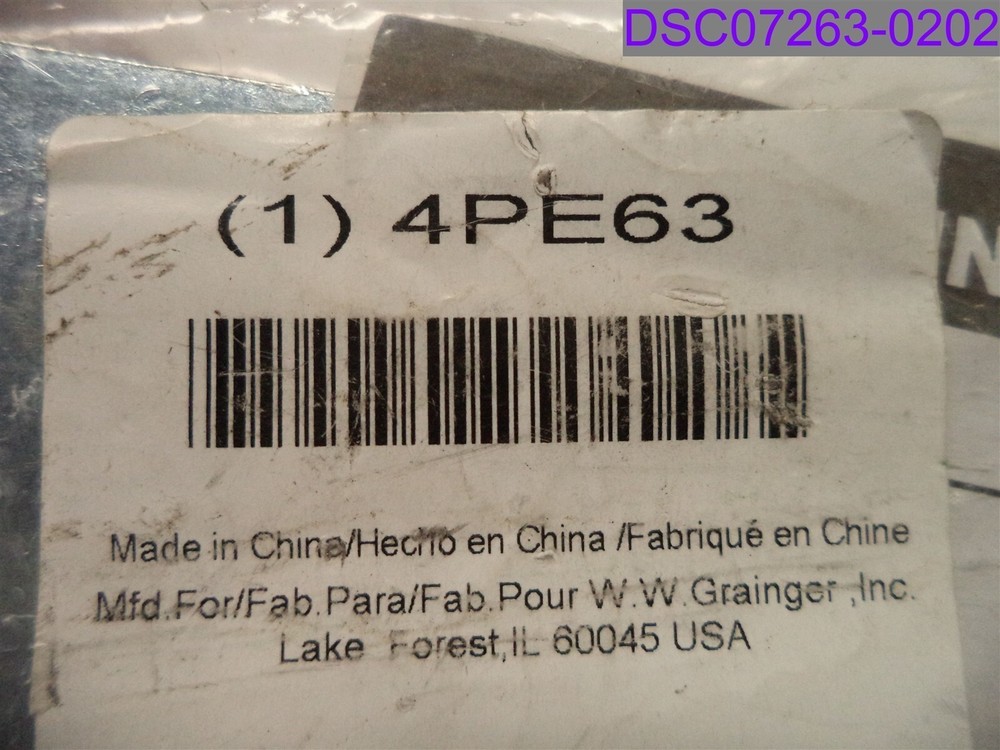 DSC07263-0202
(1) 4PE63
N
Made in China/Hecho en China /Fabriqué en Chine
Mfd.For/Fab.Para/Fab.Pour W.W.Grainger ,Inc.
Lake Forest,IL 60045 USA